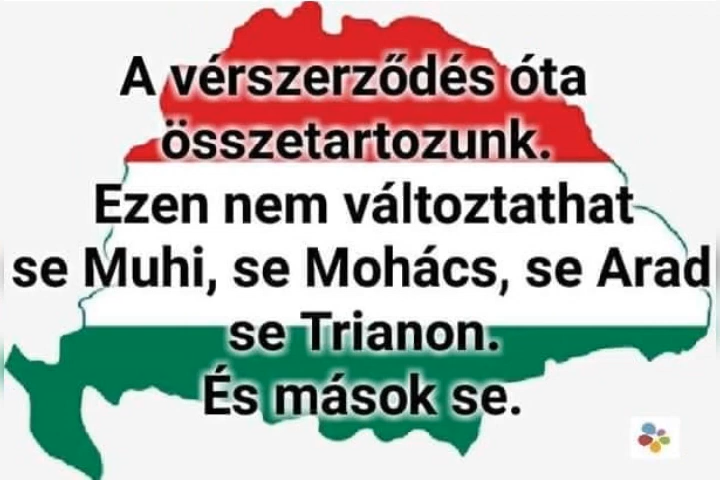 A vérszerződés óta
összetartozunk.
Ezen nem változtathat
se Muhi, se Mohács, se Arad
se Trianon.
És mások se.